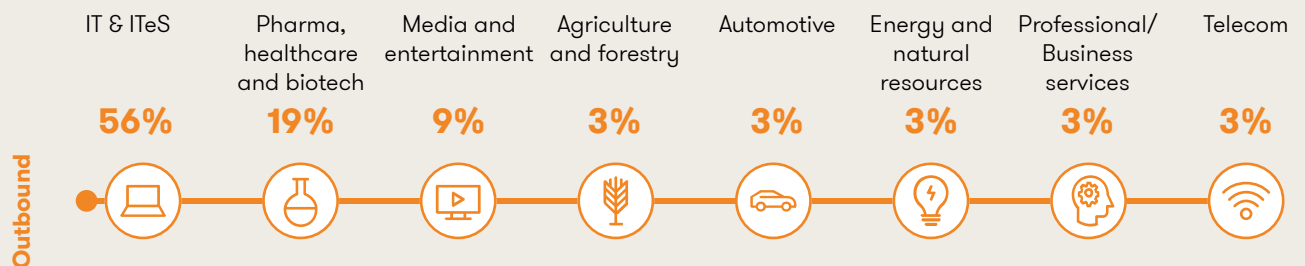 IT & ITeS
56%
Pharma,
healthcare
and biotech
19%
Media and
entertainment
9%
Agriculture
and forestry
3%
Automotive
3%
Energy and
natural
resources
3%
Professional/
Business
services
3%
Telecom
3%
Outbound